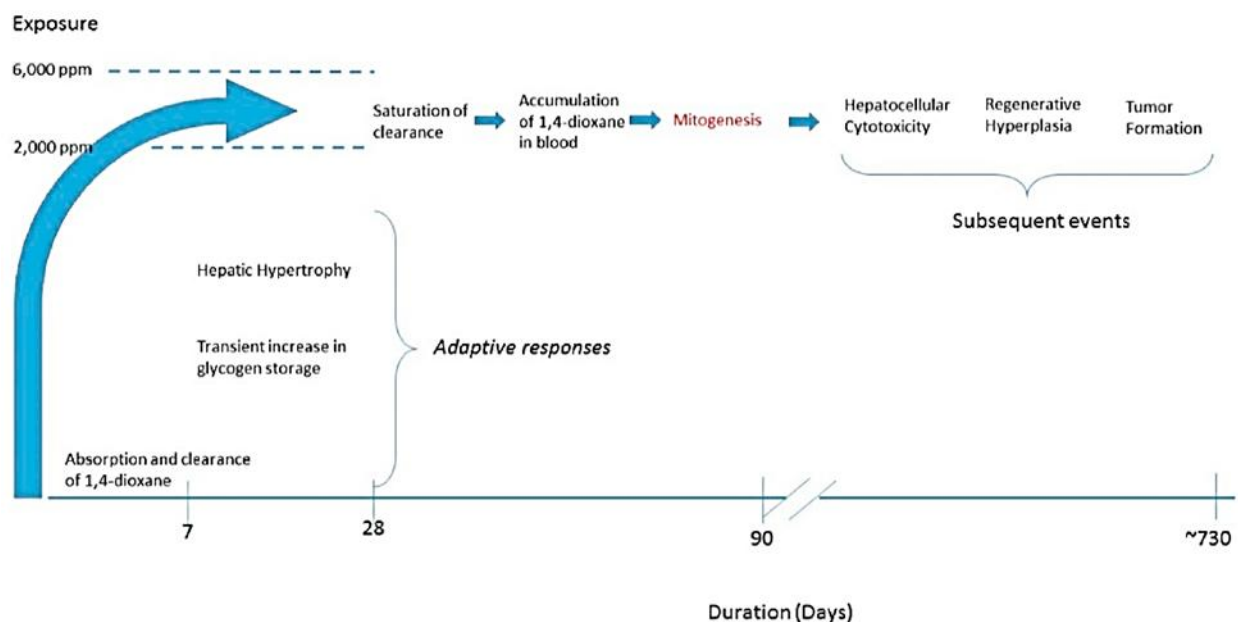 Exposure
6,000 ppm
2,000 ppm
Saturation of
clearance
Accumulation
of 1,4-dioxane
in blood
Mitogenesis
Hepatocellular
Cytotoxicity
Regenerative
Hyperplasia
Tumor
Formation
Subsequent events
Hepatic Hypertrophy
Transient increase in
glycogen storage
Adaptive responses
Absorption and clearance
of 1,4-dioxane
7
28
90
~730
Duration (Days)